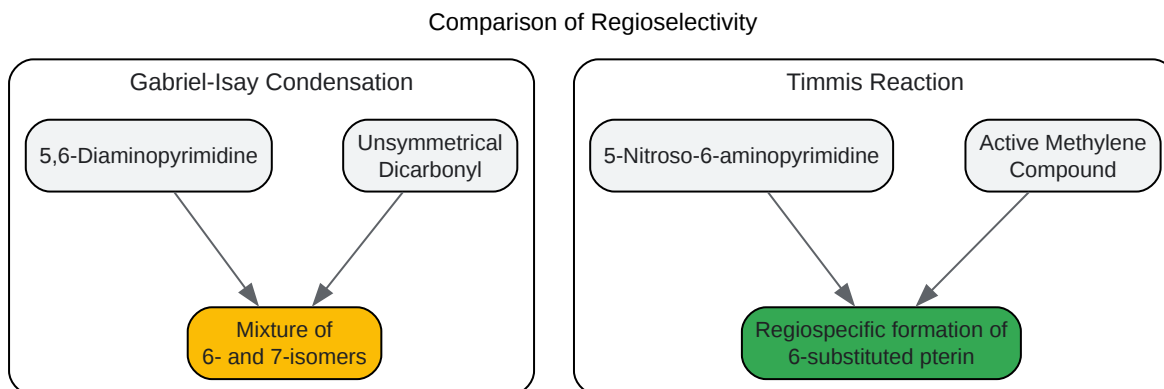 Comparison of Regioselectivity
Gabriel-Isay Condensation
5,6-Diaminopyrimidine
Unsymmetrical
Dicarbonyl
Mixture of
6- and 7-isomers
Timmis Reaction
5-Nitroso-6-aminopyrimidine
Active Methylene
Compound
Regiospecific formation of
6-substituted pterin